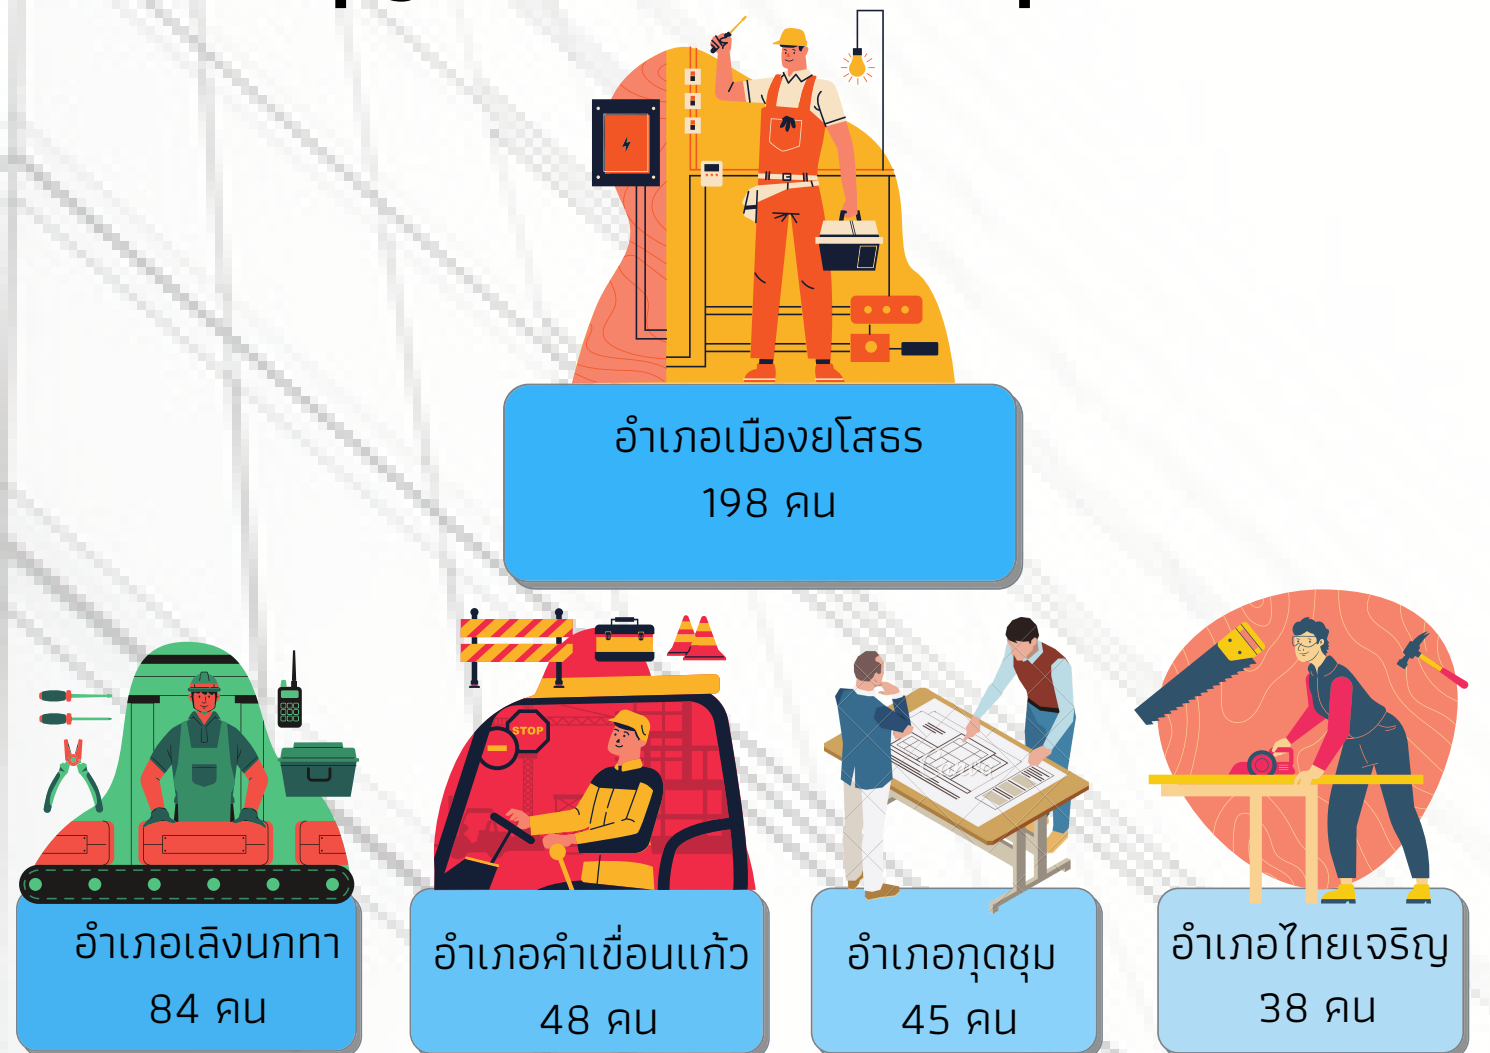 อำเภอเมืองยโสธร
198 คน
STOP
อำเภอเลิงนกทา
84 คน
อำเภอคำเขื่อนแก้ว
48 คน
อำเภอกุดชุม
45 คน
อำเภอไทยเจริญ
38 คน